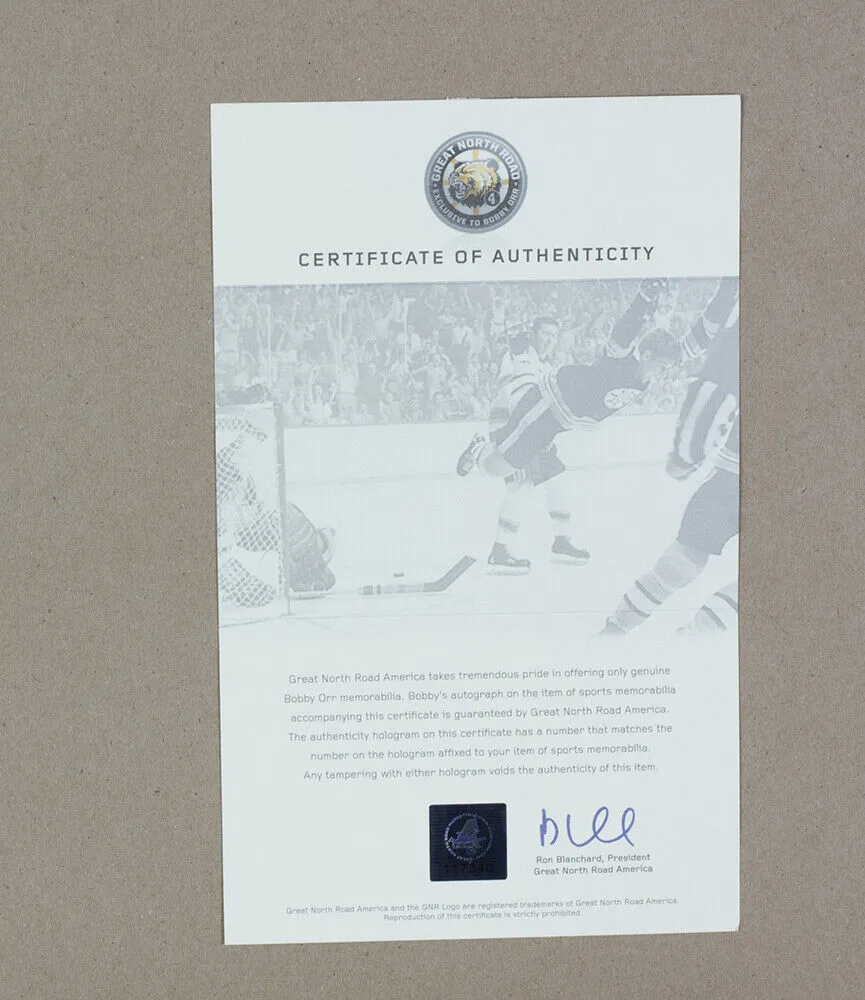 GREAT NORTH ROAD
EXCLUSIVE TO BOBBY ORR
4
CERTIFICATE OF AUTHENTICITY
Great North Road America takes tremendous pride in offering only genuine
Bobby Orr memorabilia. Bobby's autograph on the item of sports memorabilia
accompanying this certificate is guaranteed by Great North Road America.
The authenticity hologram on this certificate has a number that matches the
number on the hologram affixed to your item of sports memorabilia.
Any tampering with either hologram voids the authenticity of this item.
Ron Blanchard, President
Great North Road America
Great North Road America and the GNR Logo are registered trademarks of Great North Road America.
Reproduction of this certificate is strictly prohibited.